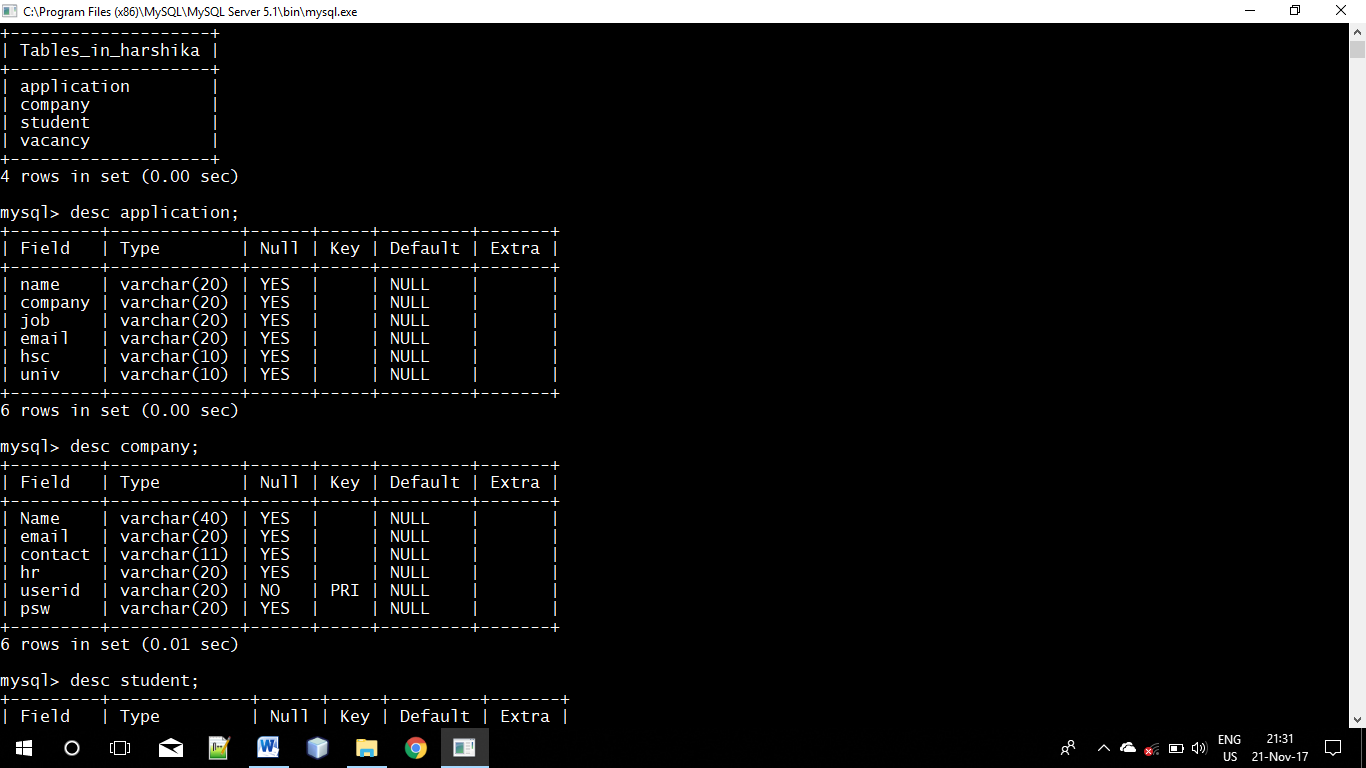 C:\Program Files (x86)\MySQL\MySQL Server 5.1\bin\mysql.exe
+--------------------+
| Tables_in_harshika |
+--------------------+
| application        |
| company            |
| student            |
| vacancy            |
+--------------------+
4 rows in set (0.00 sec)

mysql> desc application;
+---------+-------------+------+-----+---------+-------+
| Field   | Type        | Null | Key | Default | Extra |
+---------+-------------+------+-----+---------+-------+
| name    | varchar(20) | YES  |     | NULL    |       |
| company | varchar(20) | YES  |     | NULL    |       |
| job     | varchar(20) | YES  |     | NULL    |       |
| email   | varchar(20) | YES  |     | NULL    |       |
| hsc     | varchar(10) | YES  |     | NULL    |       |
| univ    | varchar(10) | YES  |     | NULL    |       |
+---------+-------------+------+-----+---------+-------+
6 rows in set (0.00 sec)

mysql> desc company;
+---------+-------------+------+-----+---------+-------+
| Field   | Type        | Null | Key | Default | Extra |
+---------+-------------+------+-----+---------+-------+
| Name    | varchar(40) | YES  |     | NULL    |       |
| email   | varchar(20) | YES  |     | NULL    |       |
| contact | varchar(11) | YES  |     | NULL    |       |
| hr      | varchar(20) | YES  |     | NULL    |       |
| userid  | varchar(20) | NO   | PRI | NULL    |       |
| psw     | varchar(20) | YES  |     | NULL    |       |
+---------+-------------+------+-----+---------+-------+
6 rows in set (0.01 sec)

mysql> desc student;
+---------+--------------+------+-----+---------+-------+
| Field   | Type         | Null | Key | Default | Extra |
ENG
US
21:31
21-Nov-17